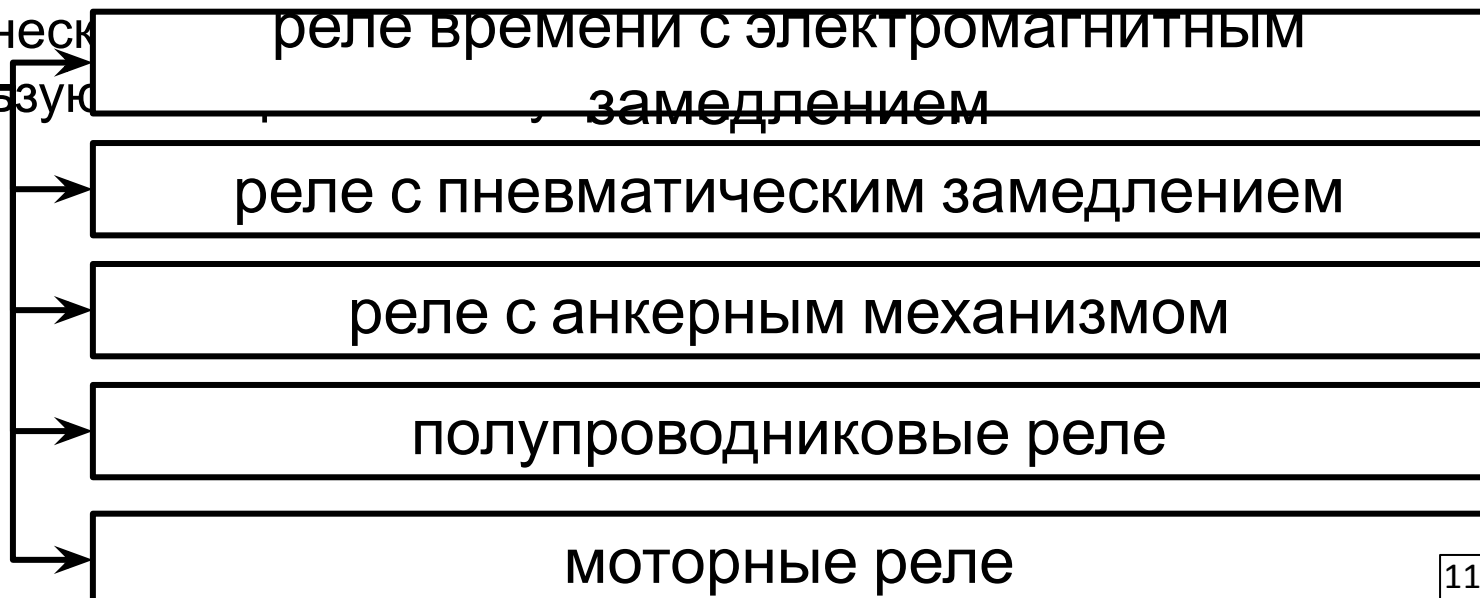 реле времени с электромагнитным
замедлением
реле с пневматическим замедлением
реле с анкерным механизмом
полупроводниковые реле
моторные реле
11